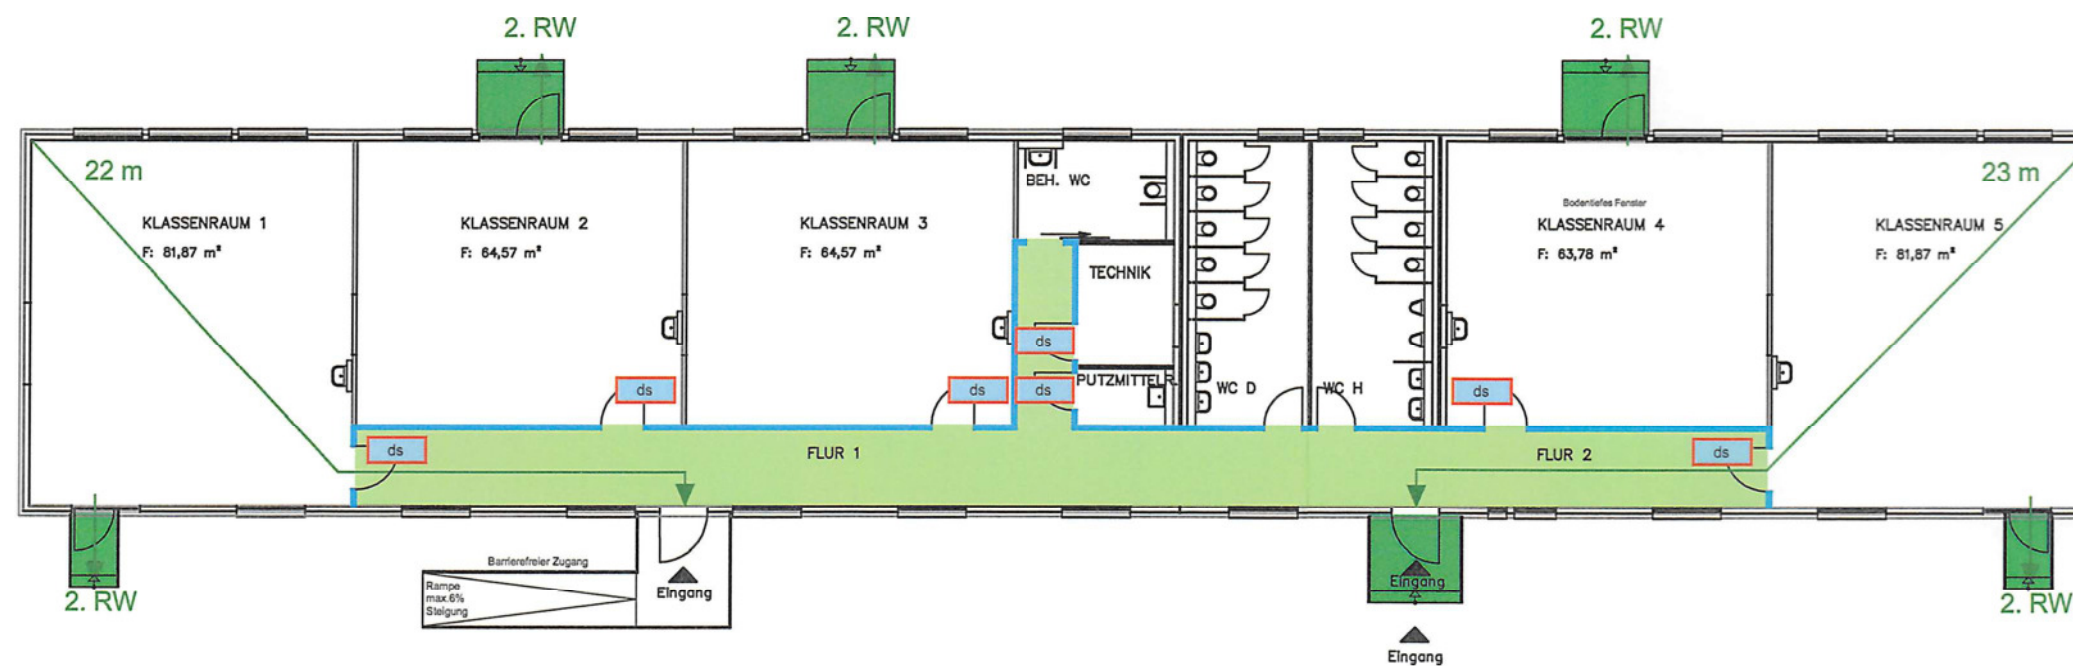 2. RW
2. RW
2. RW
22 m
23 m
BEH. WC
KLASSENRAUM 1
F: 81,87 m²
KLASSENRAUM 2
F: 64,57 m²
KLASSENRAUM 3
F: 64,57 m²
Bodentiefes Fenster
KLASSENRAUM 4
F: 63,78 m²
KLASSENRAUM 5
F: 81,87 m²
TECHNIK
ds
PUTZMITTELR.
ds
ds
ds
ds
WC D
WC H
ds
ds
FLUR 1
FLUR 2
Barrierefreier Zugang
Rampe
max.6%
Steigung
Eingang
Eingang
2. RW
2. RW
Eingang